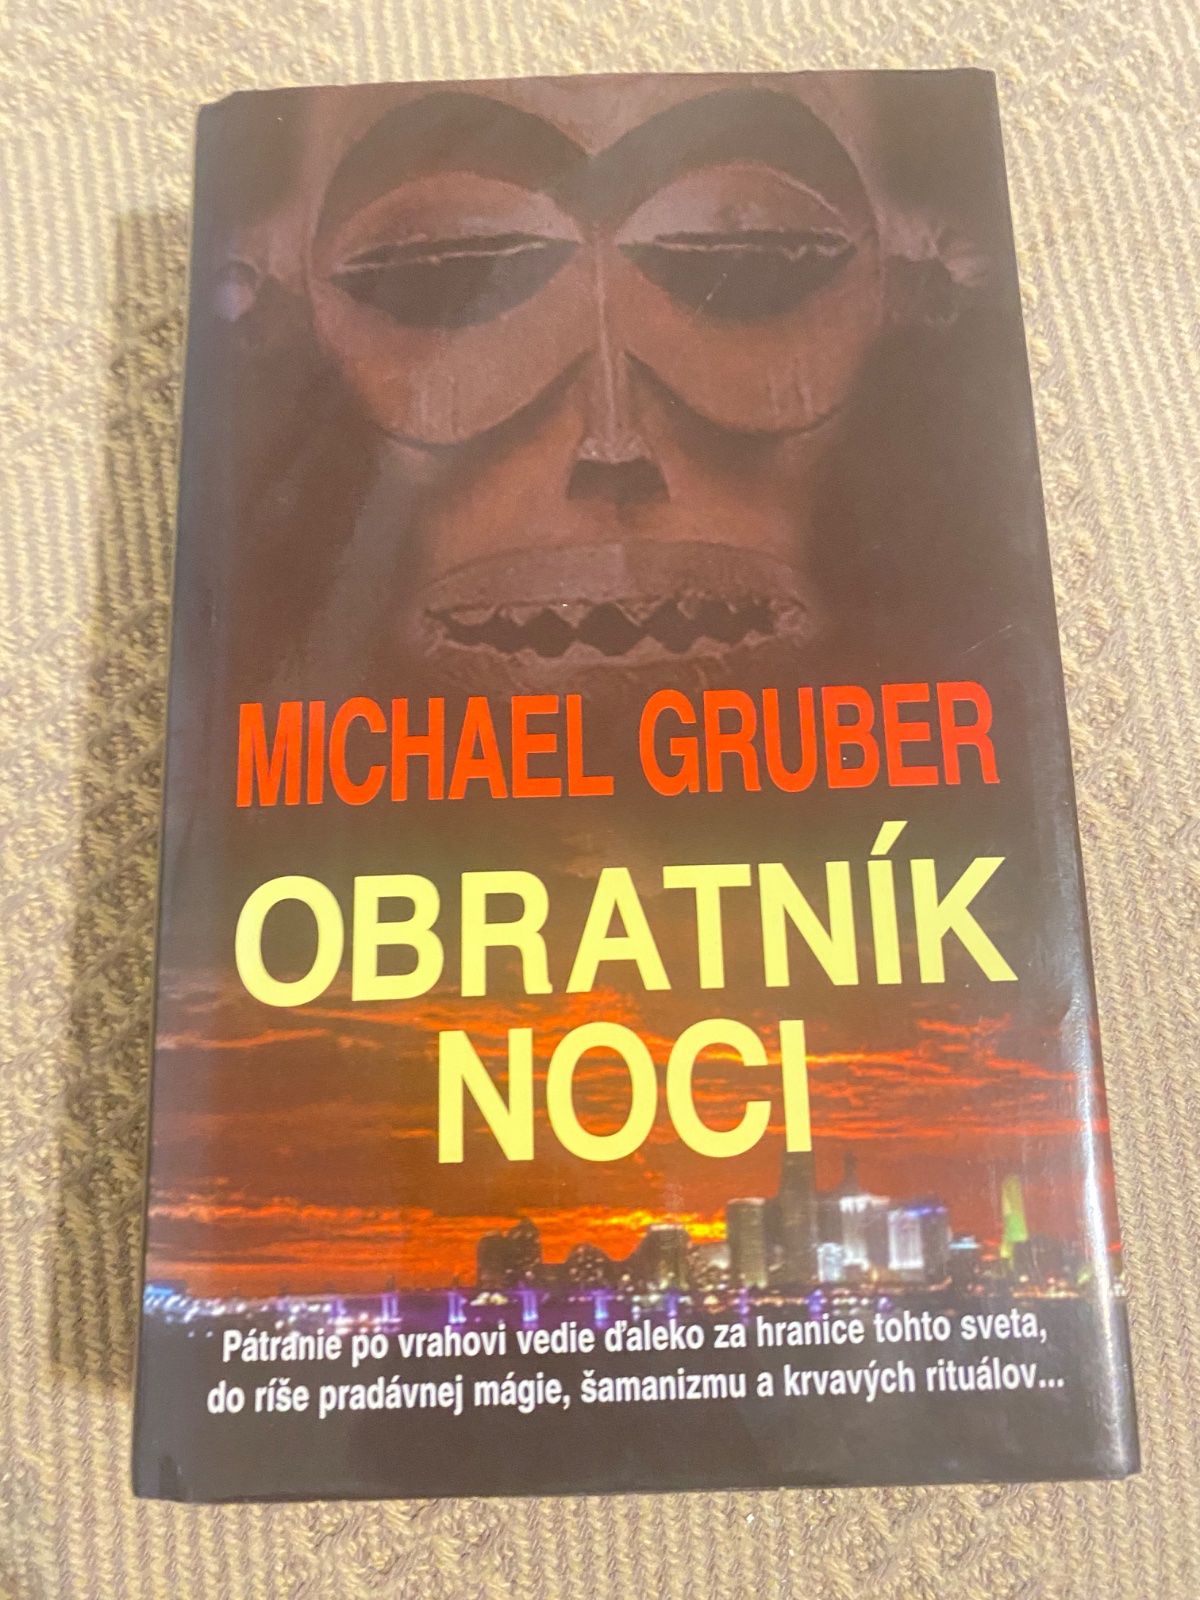 MICHAEL GRUBER
OBRATNÍK
NOCI
Pátranie po vrahovi vedie ďaleko za hranice tohto sveta,
do ríše pradávnej mágie, šamanizmu a krvavých rituálov...